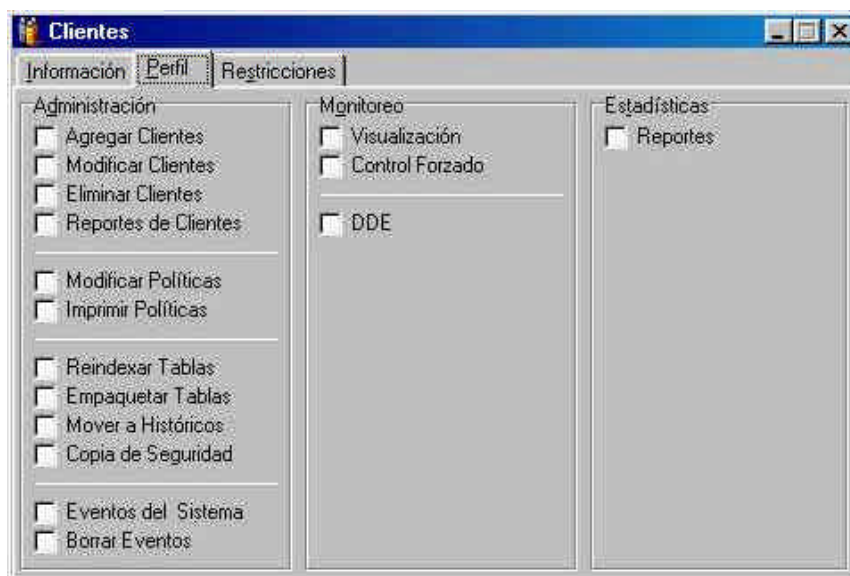 Clientes
Información Perfil Restricciones
Administración
Agregar Clientes
Modificar Clientes
Eliminar Clientes
Reportes de Clientes
Modificar Políticas
Imprimir Políticas
Reindexar Tablas
Empaquetar Tablas
Mover a Históricos
Copia de Seguridad
Eventos del Sistema
Borrar Eventos
Monitoreo
Visualización
Control Forzado
DDE
Estadísticas
Reportes